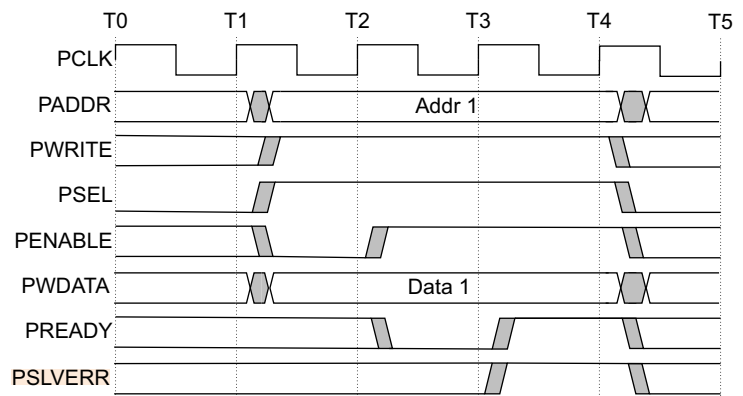 T0 T1 T2 T3 T4 T5
PCLK
PADDR Addr 1
PWRITE
PSEL
PENABLE
PWDATA Data 1
PREADY
PSLVERR